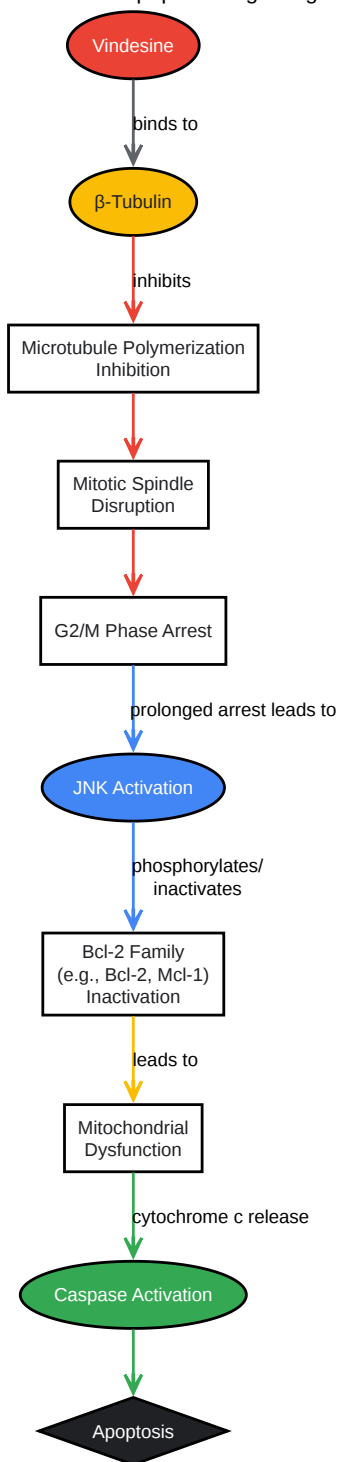 Vindesine
binds to
β-Tubulin
inhibits
Microtubule Polymerization
Inhibition
Mitotic Spindle
Disruption
G2/M Phase Arrest
prolonged arrest leads to
JNK Activation
phosphorylates/
inactivates
Bcl-2 Family
(e.g., Bcl-2, Mcl-1)
Inactivation
leads to
Mitochondrial
Dysfunction
cytochrome c release
Caspase Activation
Apoptosis